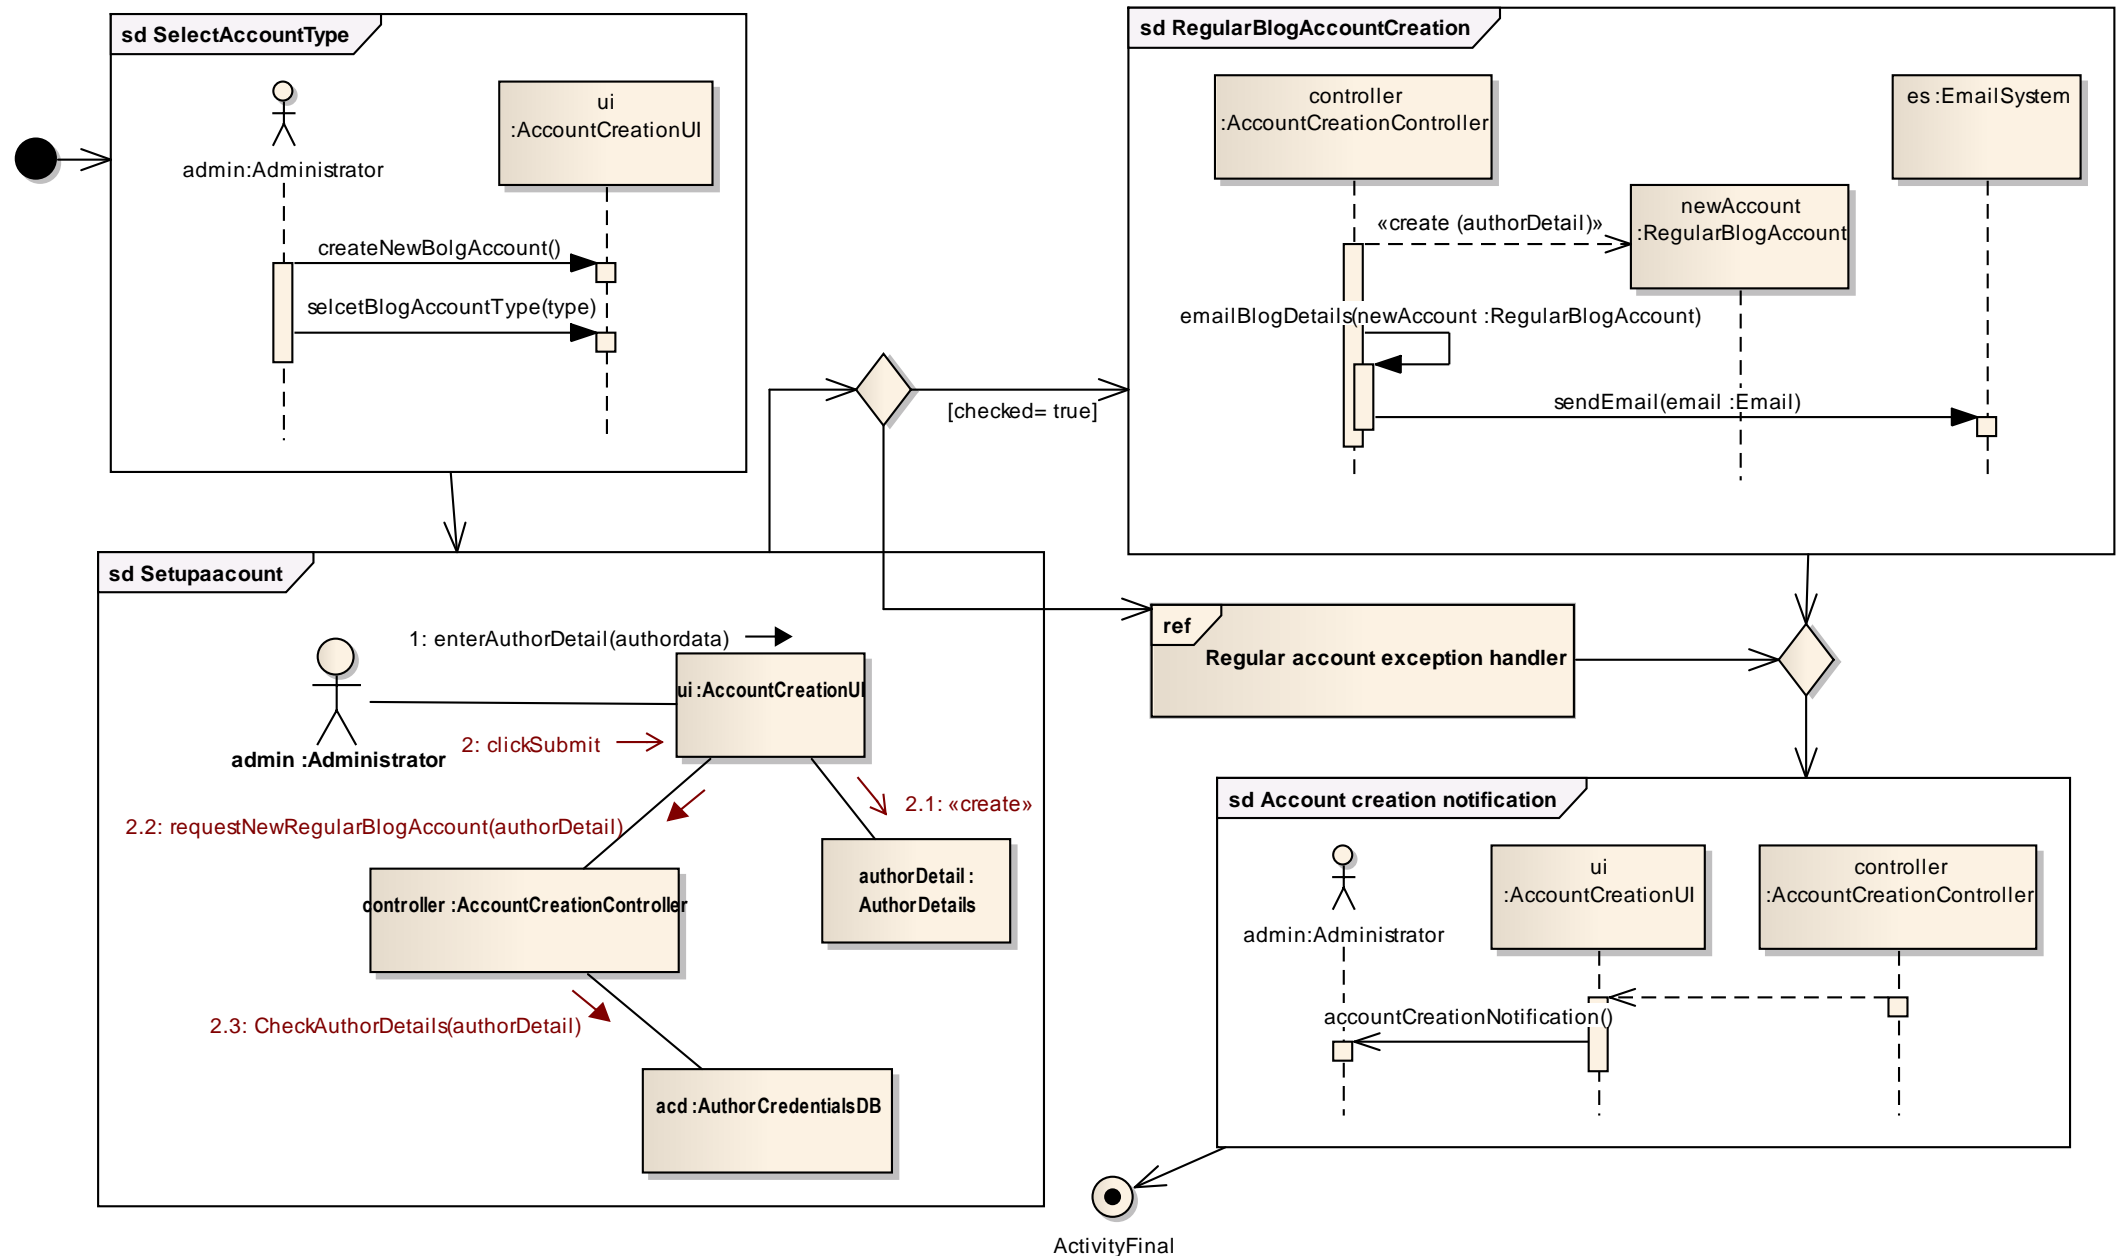 sd SelectAccountType
admin:Administrator
ui
:AccountCreationUI
createNewBolgAccount()
selcetBlogAccountType(type)
sd RegularBlogAccountCreation
controller
:AccountCreationController
es :EmailSystem
newAccount
:RegularBlogAccount
«create (authorDetail)»
emailBlogDetails(newAccount :RegularBlogAccount)
sendEmail(email :Email)
[checked= true]
sd Setupaacount
1: enterAuthorDetail(authordata)
ui :AccountCreationUI
admin :Administrator
2: clickSubmit
2.1: «create»
2.2: requestNewRegularBlogAccount(authorDetail)
authorDetail :
AuthorDetails
controller :AccountCreationController
2.3: CheckAuthorDetails(authorDetail)
acd :AuthorCredentialsDB
ref
Regular account exception handler
sd Account creation notification
admin:Administrator
ui
:AccountCreationUI
controller
:AccountCreationController
accountCreationNotification()
ActivityFinal